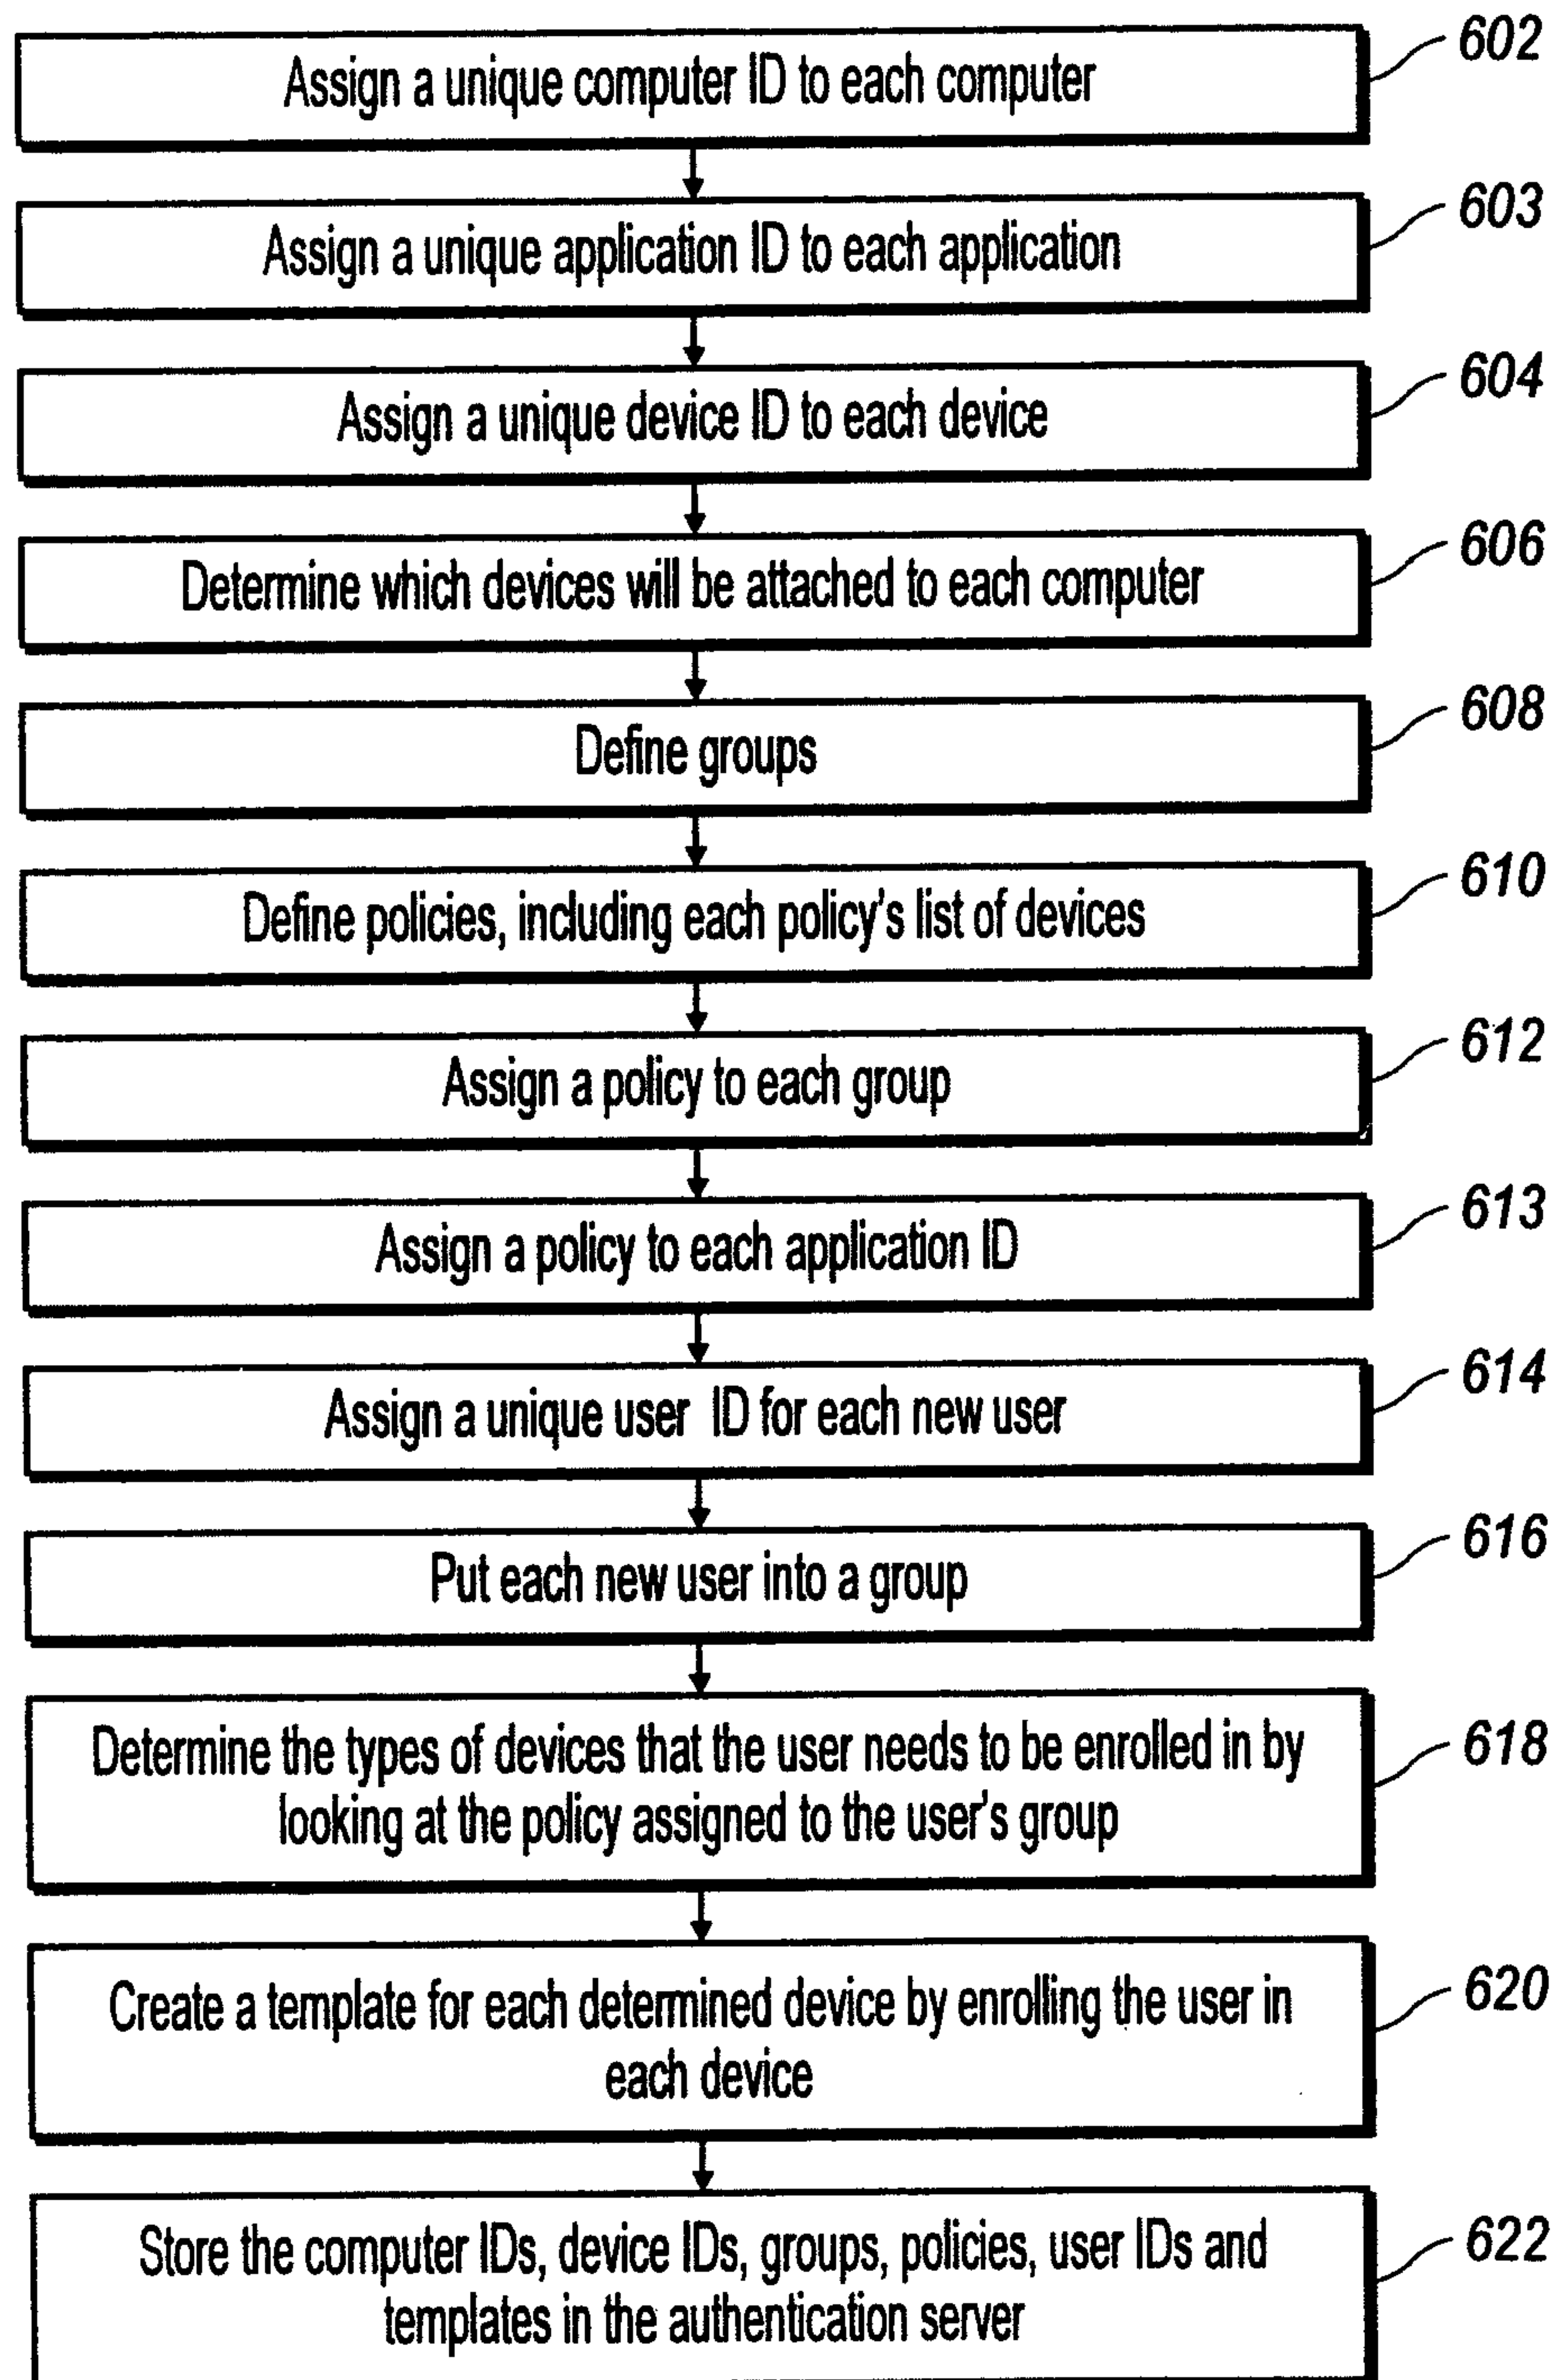 Assign a unique computer ID to each computer
602
Assign a unique application ID to each application
603
Assign a unique device ID to each device
604
Determine which devices will be attached to each computer
606
Define groups
608
Define policies, including each policy's list of devices
610
Assign a policy to each group
612
Assign a policy to each application ID
613
Assign a unique user ID for each new user
614
Put each new user into a group
616
Determine the types of devices that the user needs to be enrolled in by
looking at the policy assigned to the user's group
618
Create a template for each determined device by enrolling the user in
each device
620
Store the computer IDs, device IDs, groups, policies, user IDs and
templates in the authentication server
622